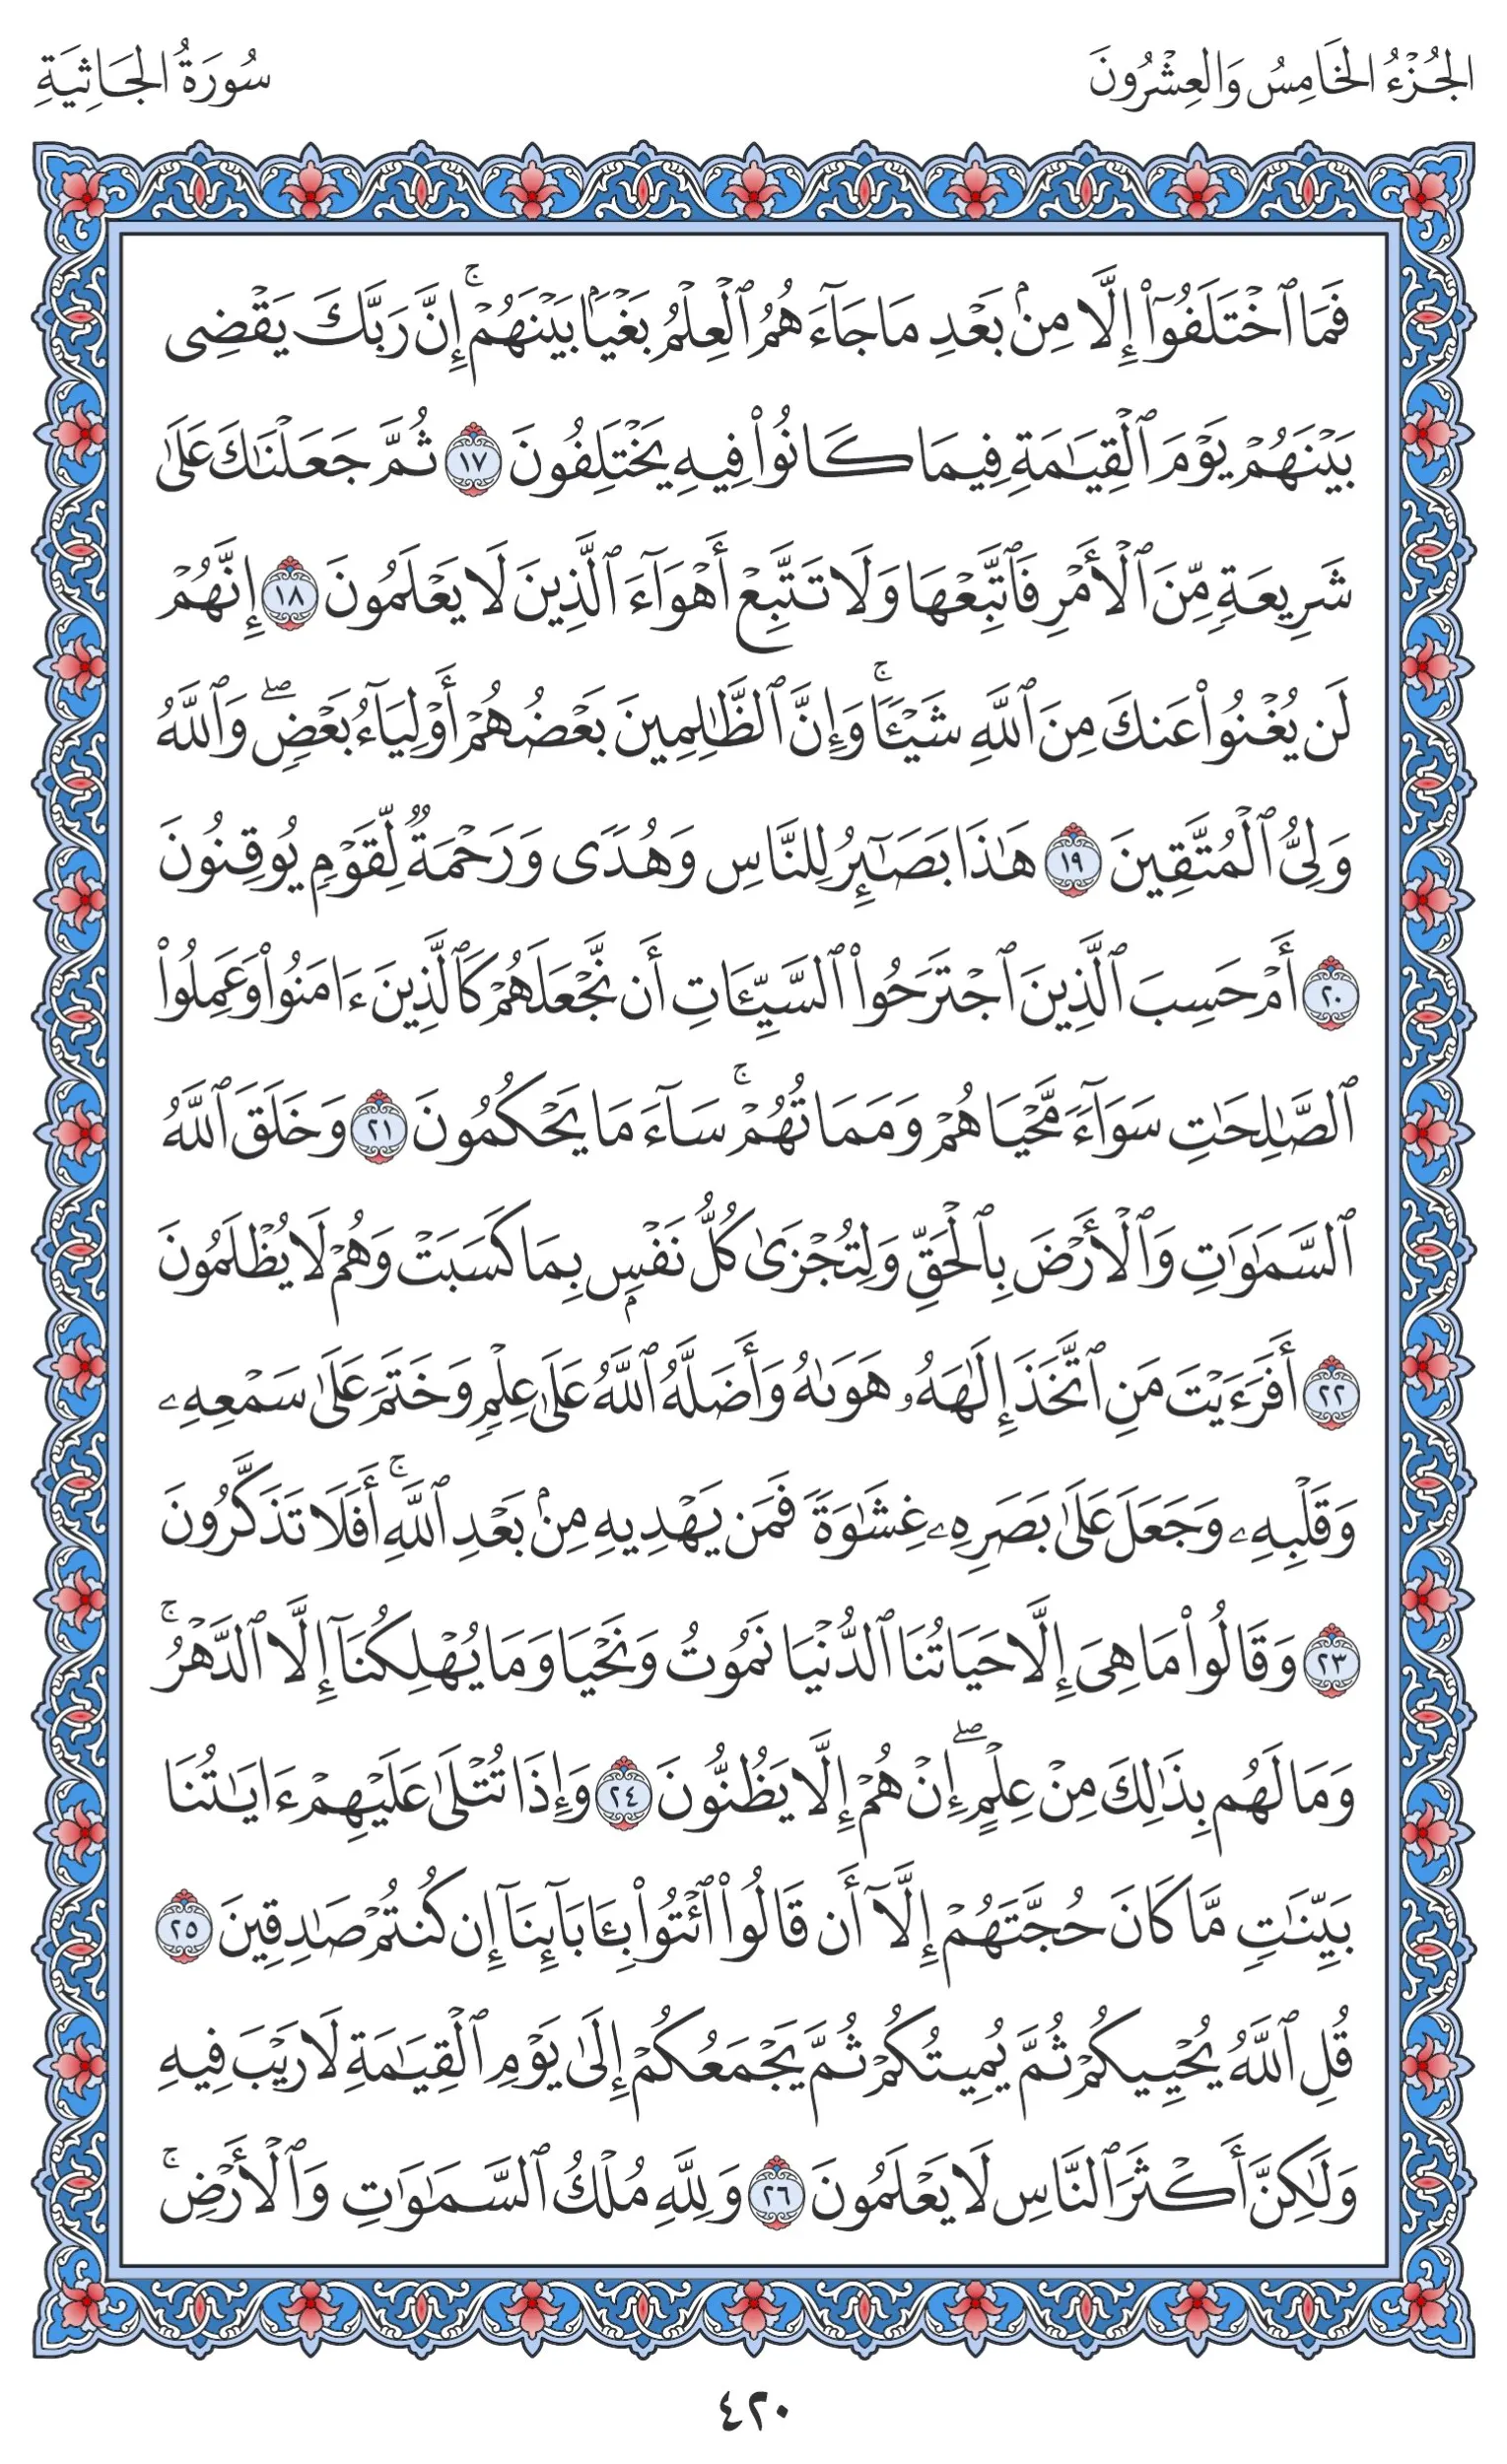 الجُزْءُ الخَامِسُ وَالعِشْرُونَ
سُورَةُ الجَاثِيَةِ
فَمَا ٱخْتَلَفُوٓا۟ إِلَّا مِنۢ بَعْدِ مَا جَآءَهُمُ ٱلْعِلْمُ بَغْيَۢا بَيْنَهُمْ ۚ إِنَّ رَبَّكَ يَقْضِى
بَيْنَهُمْ يَوْمَ ٱلْقِيَـٰمَةِ فِيمَا كَانُوا۟ فِيهِ يَخْتَلِفُونَ ١٧ ثُمَّ جَعَلْنَـٰكَ عَلَىٰ
شَرِيعَةٍ مِّنَ ٱلْأَمْرِ فَٱتَّبِعْهَا وَلَا تَتَّبِعْ أَهْوَآءَ ٱلَّذِينَ لَا يَعْلَمُونَ ١٨ إِنَّهُمْ
لَن يُغْنُوا۟ عَنكَ مِنَ ٱللَّهِ شَيْـًٔا ۚ وَإِنَّ ٱلظَّـٰلِمِينَ بَعْضُهُمْ أَوْلِيَآءُ بَعْضٍ ۖ وَٱللَّهُ
وَلِىُّ ٱلْمُتَّقِينَ ١٩ هَـٰذَا بَصَـٰٓئِرُ لِلنَّاسِ وَهُدًى وَرَحْمَةٌ لِّقَوْمٍ يُوقِنُونَ
٢٠ أَمْ حَسِبَ ٱلَّذِينَ ٱجْتَرَحُوا۟ ٱلسَّيِّـَٔاتِ أَن نَّجْعَلَهُمْ كَٱلَّذِينَ ءَامَنُوا۟ وَعَمِلُوا۟
ٱلصَّـٰلِحَـٰتِ سَوَآءً مَّحْيَاهُمْ وَمَمَاتُهُمْ ۚ سَآءَ مَا يَحْكُمُونَ ٢١ وَخَلَقَ ٱللَّهُ
ٱلسَّمَـٰوَٰتِ وَٱلْأَرْضَ بِٱلْحَقِّ وَلِتُجْزَىٰ كُلُّ نَفْسٍۭ بِمَا كَسَبَتْ وَهُمْ لَا يُظْلَمُونَ
٢٢ أَفَرَءَيْتَ مَنِ ٱتَّخَذَ إِلَـٰهَهُۥ هَوَىٰهُ وَأَضَلَّهُ ٱللَّهُ عَلَىٰ عِلْمٍ وَخَتَمَ عَلَىٰ سَمْعِهِۦ
وَقَلْبِهِۦ وَجَعَلَ عَلَىٰ بَصَرِهِۦ غِشَـٰوَةً فَمَن يَهْدِيهِ مِنۢ بَعْدِ ٱللَّهِ ۚ أَفَلَا تَذَكَّرُونَ
٢٣ وَقَالُوا۟ مَا هِىَ إِلَّا حَيَاتُنَا ٱلدُّنْيَا نَمُوتُ وَنَحْيَا وَمَا يُهْلِكُنَآ إِلَّا ٱلدَّهْرُ ۚ
وَمَا لَهُم بِذَٰلِكَ مِنْ عِلْمٍ ۖ إِنْ هُمْ إِلَّا يَظُنُّونَ ٢٤ وَإِذَا تُتْلَىٰ عَلَيْهِمْ ءَايَـٰتُنَا
بَيِّنَـٰتٍ مَّا كَانَ حُجَّتَهُمْ إِلَّآ أَن قَالُوا۟ ٱئْتُوا۟ بِـَٔابَآئِنَآ إِن كُنتُمْ صَـٰدِقِينَ ٢٥
قُلِ ٱللَّهُ يُحْيِيكُمْ ثُمَّ يُمِيتُكُمْ ثُمَّ يَجْمَعُكُمْ إِلَىٰ يَوْمِ ٱلْقِيَـٰمَةِ لَا رَيْبَ فِيهِ
وَلَـٰكِنَّ أَكْثَرَ ٱلنَّاسِ لَا يَعْلَمُونَ ٢٦ وَلِلَّهِ مُلْكُ ٱلسَّمَـٰوَٰتِ وَٱلْأَرْضِ ۚ
٤٢٠